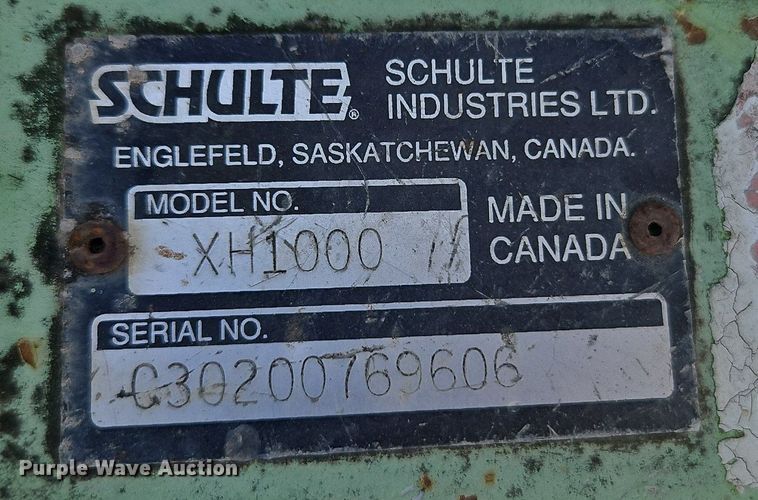 SCHULTE®
SCHULTE
INDUSTRIES LTD.
ENGLEFELD, SASKATCHEWAN, CANADA.
MODEL NO.
XH1000
MADE IN
CANADA
SERIAL NO.
C30200769606
Purple Wave Auction